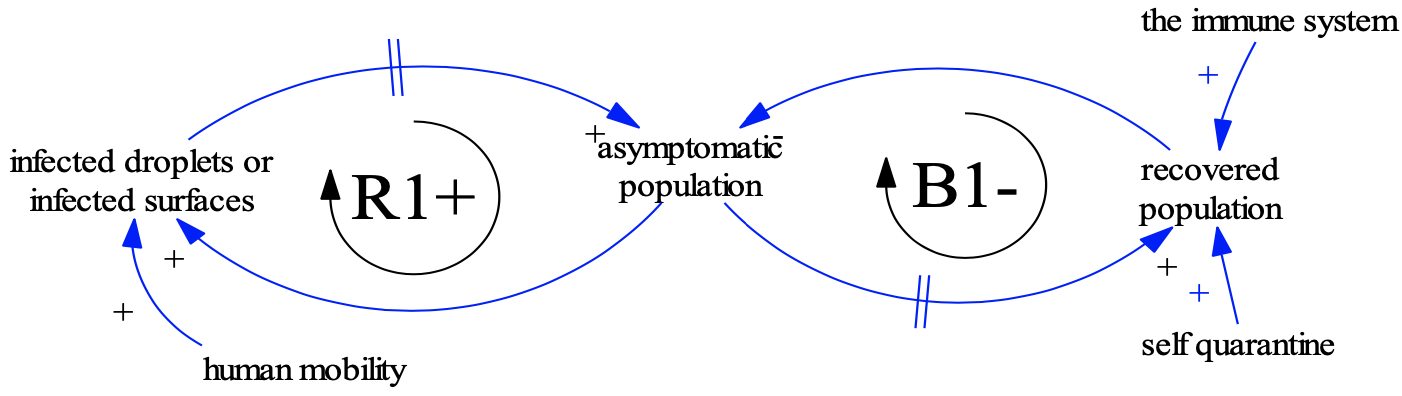 the immune system
+
+
asymptomatic
-
population
infected droplets or
infected surfaces
R1+
B1-
recovered
population
+
+
+
+
self quarantine
human mobility